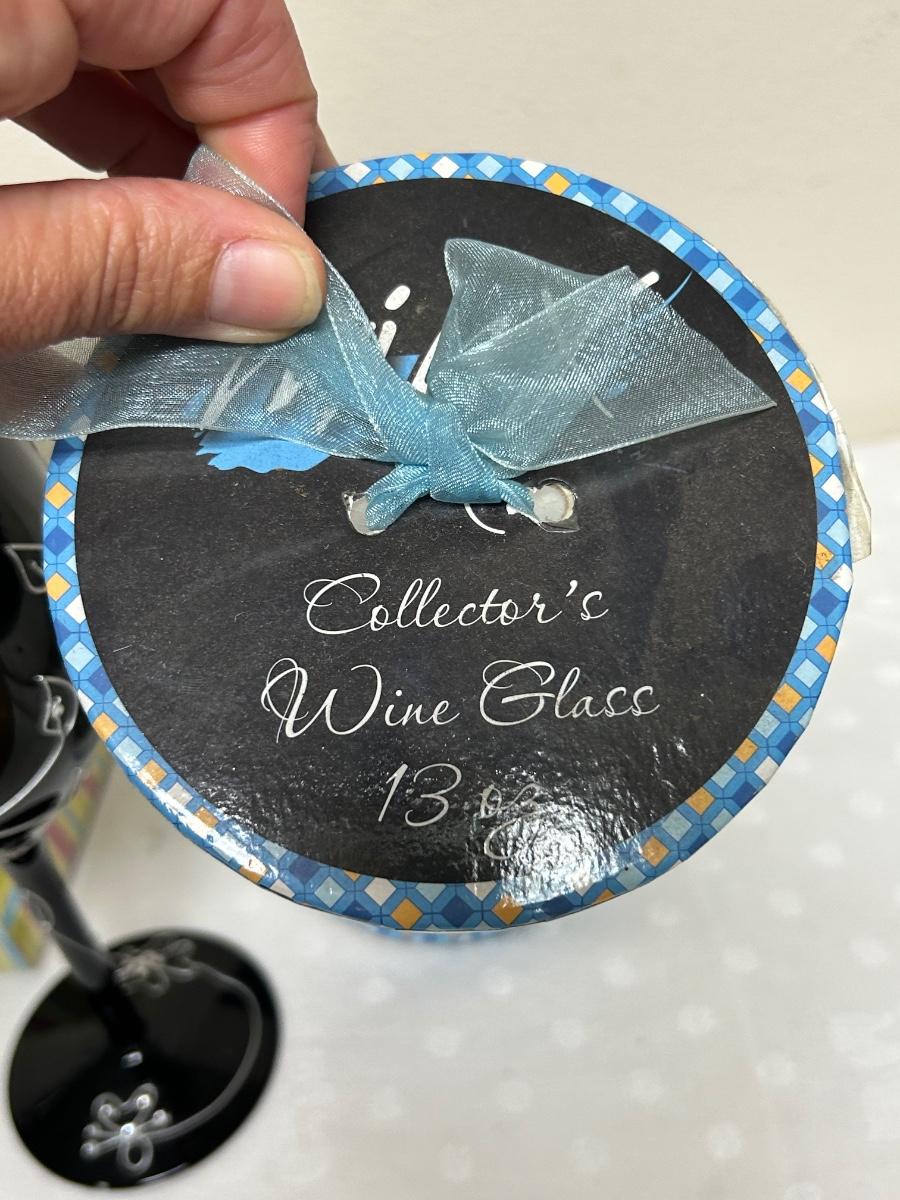 Collector's
Wine Glass
13 oz